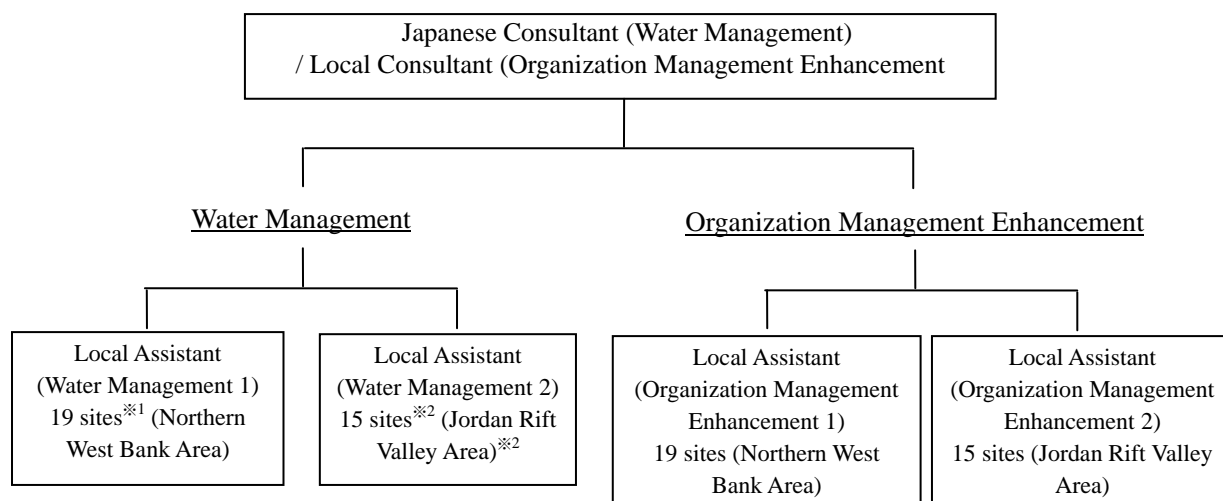 Japanese Consultant (Water Management)
/ Local Consultant (Organization Management Enhancement
Water Management
Organization Management Enhancement
Local Assistant
(Water Management 1)
19 sites※1 (Northern
West Bank Area)
Local Assistant
(Water Management 2)
15 sites※2 (Jordan Rift
Valley Area)※2
Local Assistant
(Organization Management
Enhancement 1)
19 sites (Northern West
Bank Area)
Local Assistant
(Organization Management
Enhancement 2)
15 sites (Jordan Rift Valley
Area)